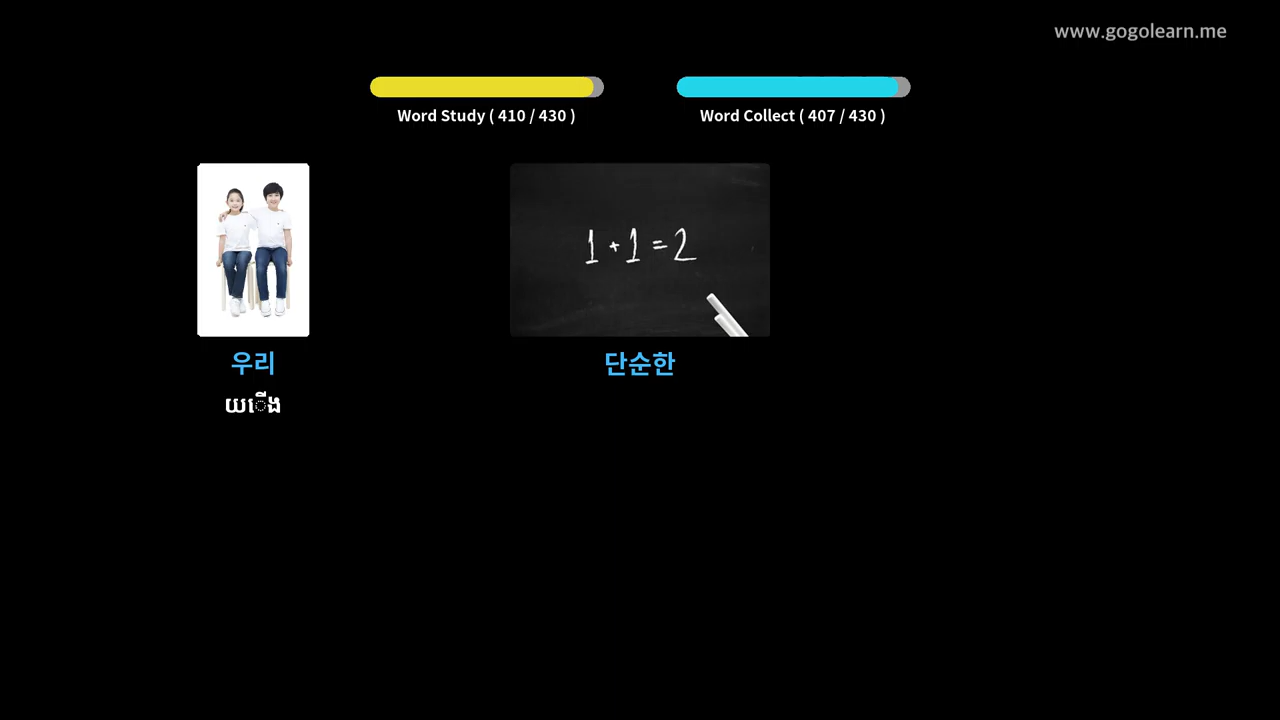 www.gogolearn.me
Word Study ( 410 / 430 )
Word Collect ( 407 / 430 )
1 + 1 = 2
우리
단순한
យើង